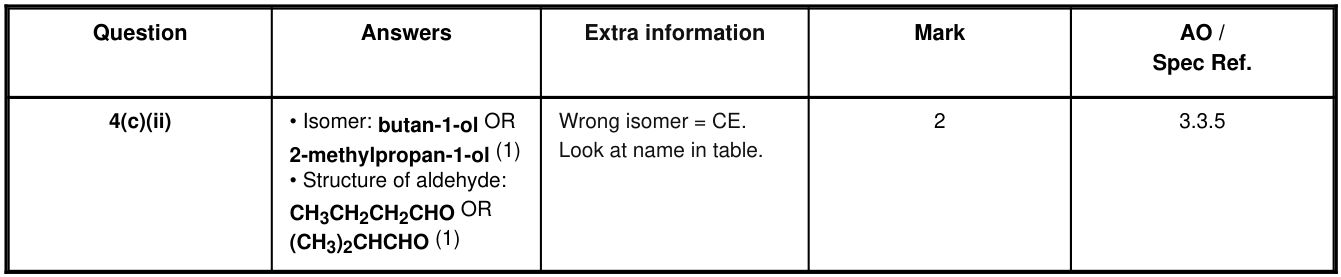 Question Answers Extra information Mark AO /
Spec Ref.
4(c)(ii) • Isomer: butan-1-ol OR Wrong isomer = CE. 2 3.3.5
2-methylpropan-1-ol (1) Look at name in table.
• Structure of aldehyde:
CH₃CH₂CH₂CHO OR
(CH₃)₂CHCHO (1)